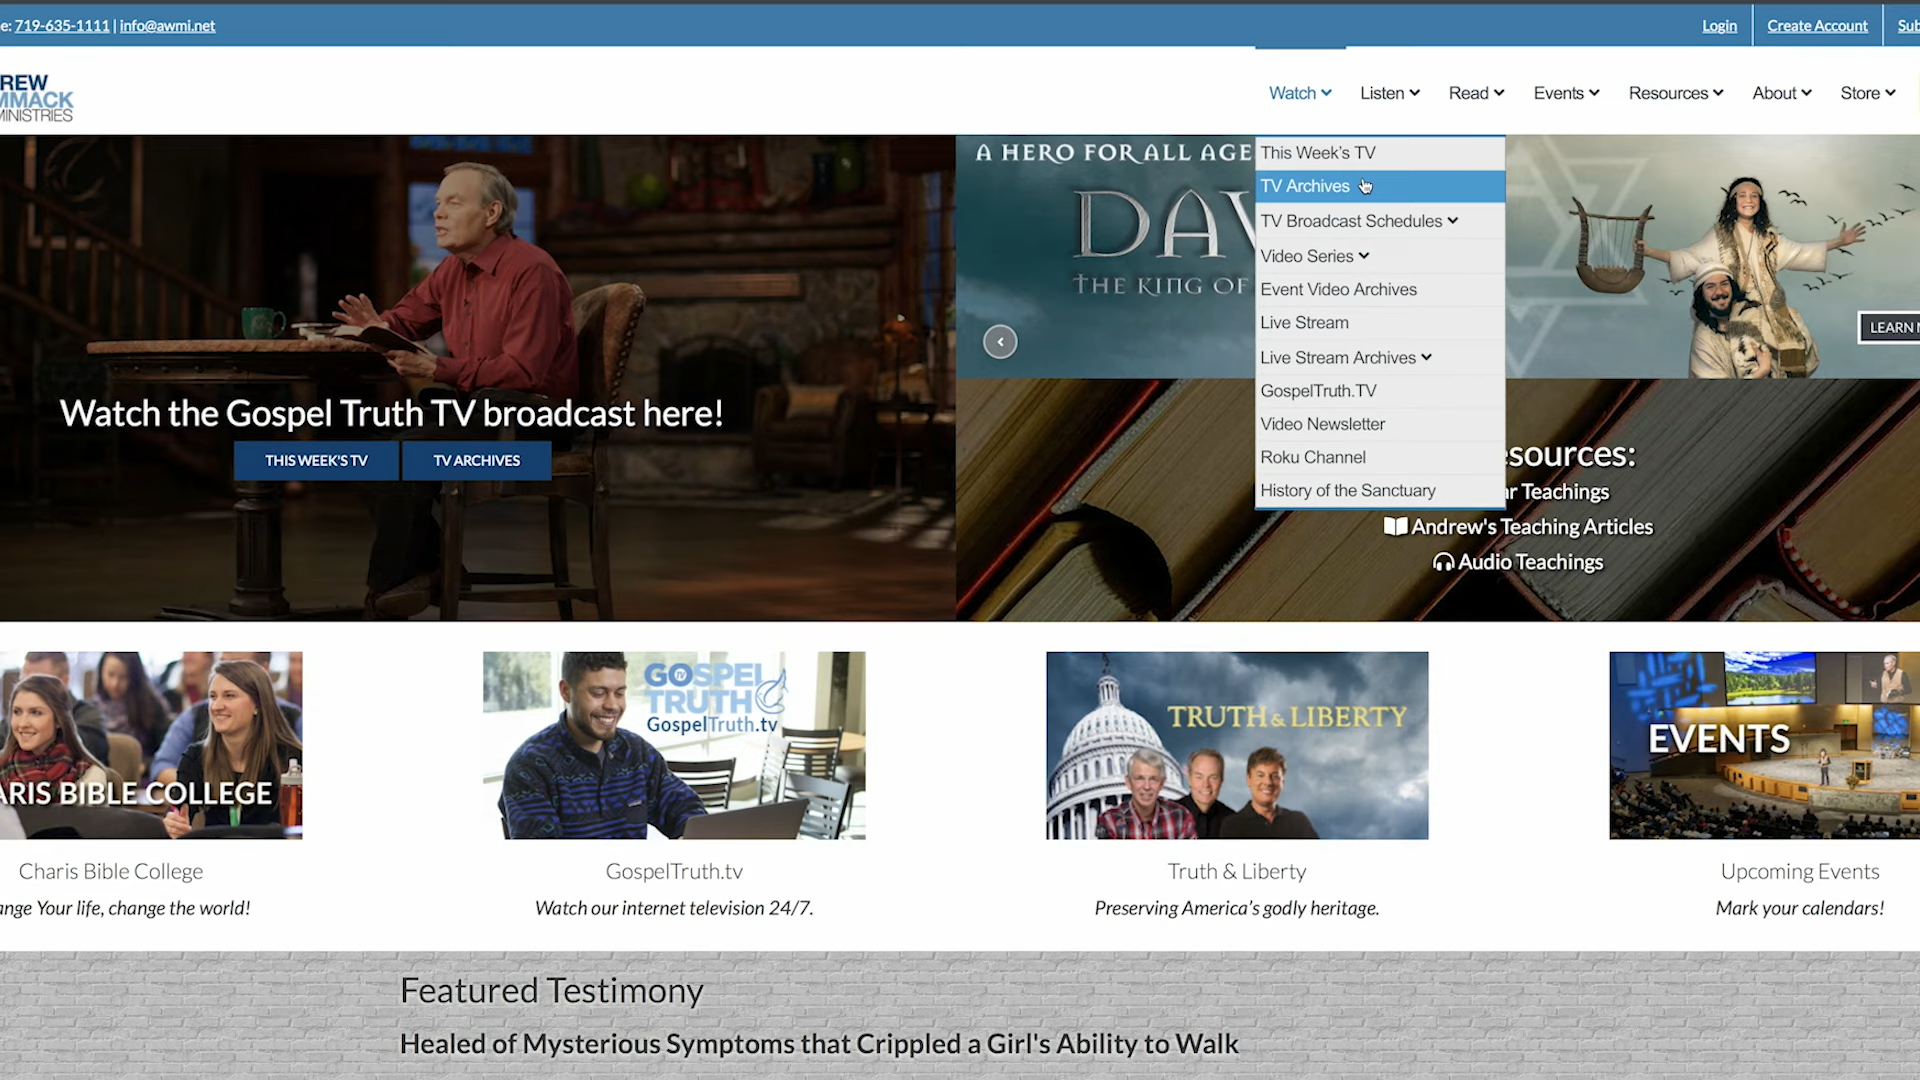 e: 719-635-1111 | info@awmi.net
Login
Create Account
Sub
REW
MMACK
MINISTRIES
Watch
Listen
Read
Events
Resources
About
Store
This Week's TV
TV Archives
TV Broadcast Schedules
Video Series
Event Video Archives
Live Stream
Live Stream Archives
GospelTruth.TV
Video Newsletter
Roku Channel
History of the Sanctuary
Watch the Gospel Truth TV broadcast here!
THIS WEEK'S TV
TV ARCHIVES
A HERO FOR ALL AGE
DAV
THE KING OF
LEARN M
esources:
ar Teachings
Andrew's Teaching Articles
Audio Teachings
ARIS BIBLE COLLEGE
GOSPEL
TV
TRUTH
GospelTruth.tv
TRUTH & LIBERTY
EVENTS
Charis Bible College
ange Your life, change the world!
GospelTruth.tv
Watch our internet television 24/7.
Truth & Liberty
Preserving America's godly heritage.
Upcoming Events
Mark your calendars!
Featured Testimony
Healed of Mysterious Symptoms that Crippled a Girl's Ability to Walk